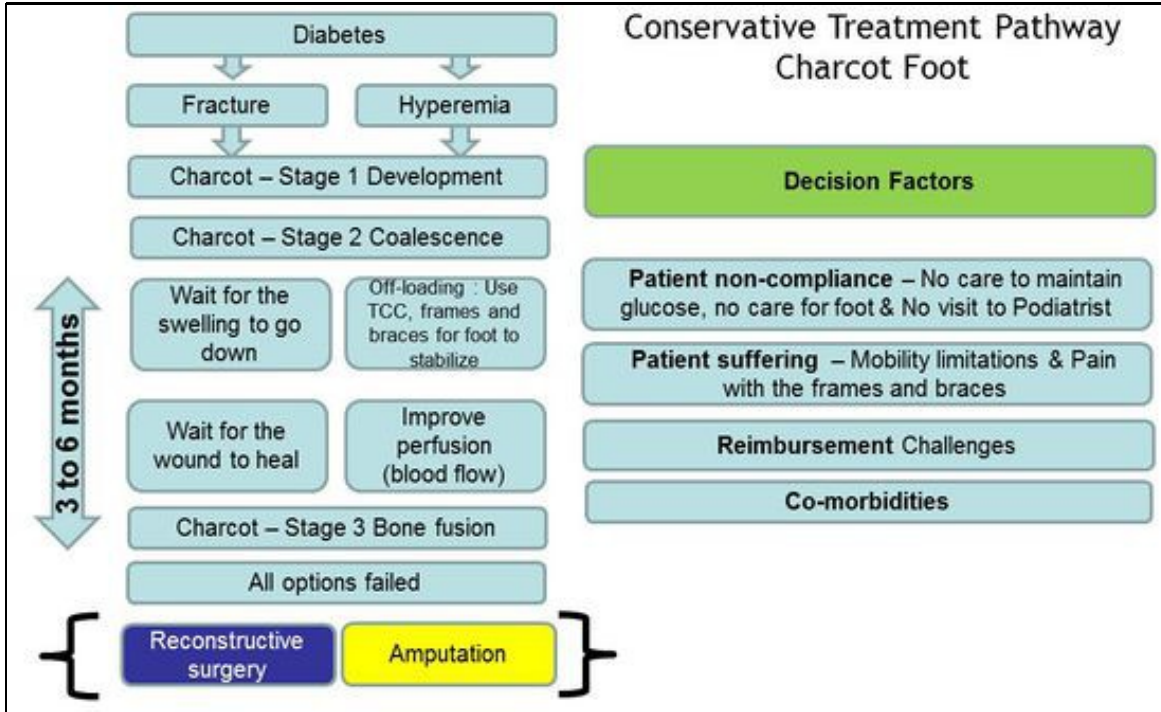 Conservative Treatment Pathway
Charcot Foot
Diabetes
Fracture
Hyperemia
Charcot – Stage 1 Development
Charcot – Stage 2 Coalescence
3 to 6 months
Wait for the
swelling to go
down
Off-loading : Use
TCC, frames and
braces for foot to
stabilize
Wait for the
wound to heal
Improve
perfusion
(blood flow)
Charcot – Stage 3 Bone fusion
All options failed
Reconstructive
surgery
Amputation
Decision Factors
Patient non-compliance – No care to maintain
glucose, no care for foot & No visit to Podiatrist
Patient suffering – Mobility limitations & Pain
with the frames and braces
Reimbursement Challenges
Co-morbidities